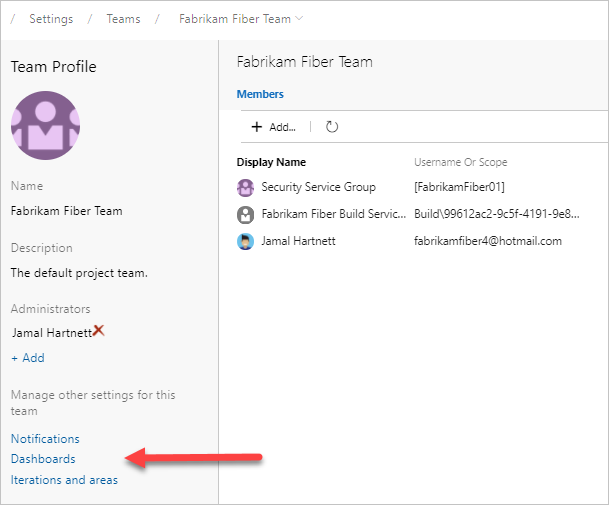 / Settings / Teams / Fabrikam Fiber Team
Team Profile
Name
Fabrikam Fiber Team
Description
The default project team.
Administrators
Jamal Hartnett
+ Add
Manage other settings for this
team
Notifications
Dashboards
Iterations and areas
Fabrikam Fiber Team
Members
+ Add...
Display Name Username Or Scope
Security Service Group [FabrikamFiber01]
Fabrikam Fiber Build Servic... Build\99612ac2-9c5f-4191-9e8...
Jamal Hartnett fabrikamfiber4@hotmail.com